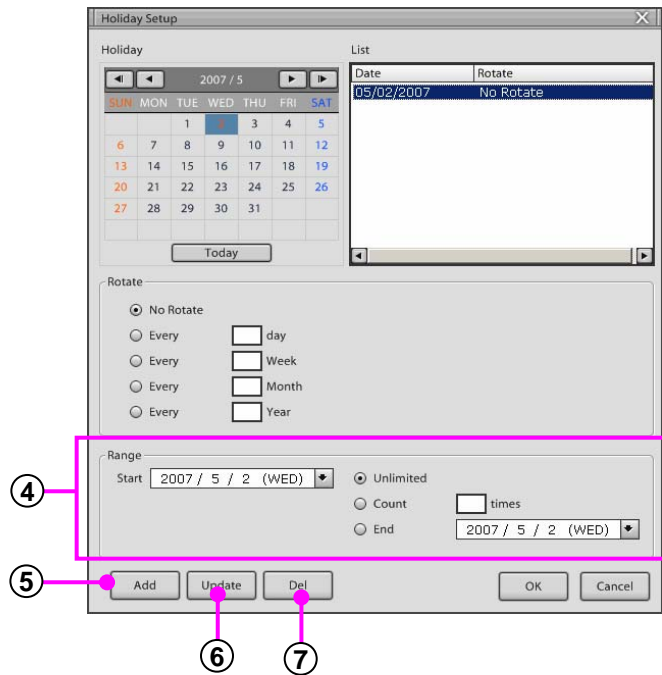 Holiday Setup X
Holiday
2007 / 5
SUN MON TUE WED THU FRI SAT
1 2 3 4 5
6 7 8 9 10 11 12
13 14 15 16 17 18 19
20 21 22 23 24 25 26
27 28 29 30 31
Today
List
Date Rotate
05/02/2007 No Rotate
Rotate
No Rotate
Every day
Every Week
Every Month
Every Year
Range
Start 2007 / 5 / 2 (WED)
Unlimited
Count times
End 2007 / 5 / 2 (WED)
4
5
Add Update Del OK Cancel
6 7